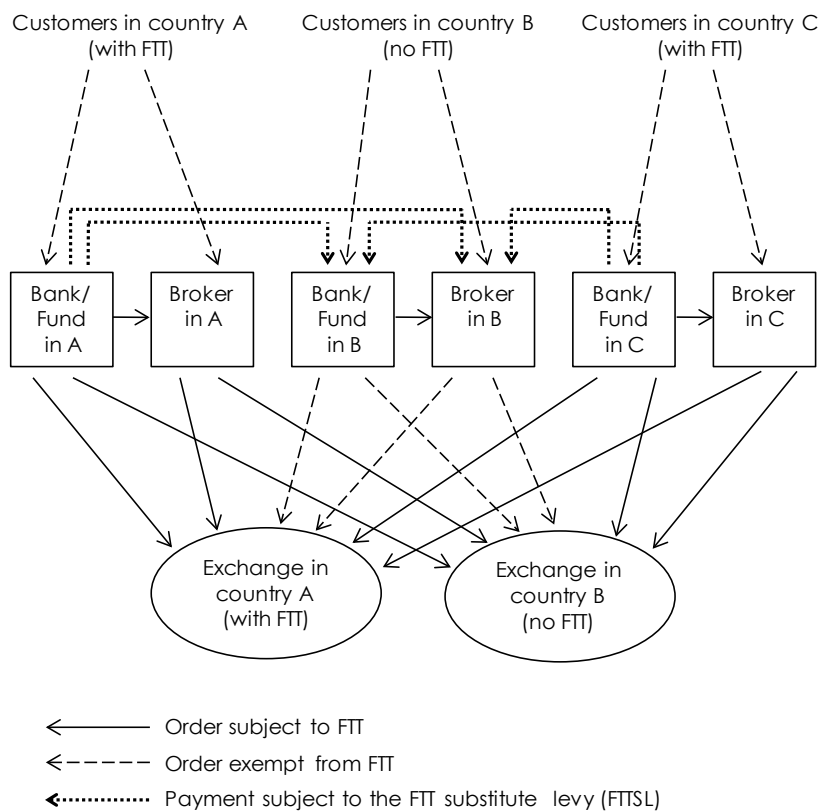 Customers in country A
(with FTT)
Customers in country B
(no FTT)
Customers in country C
(with FTT)
Bank/
Fund
in A
Broker
in A
Bank/
Fund
in B
Broker
in B
Bank/
Fund
in C
Broker
in C
Exchange in
country A
(with FTT)
Exchange in
country B
(no FTT)
Order subject to FTT
Order exempt from FTT
Payment subject to the FTT substitute levy (FTTSL)